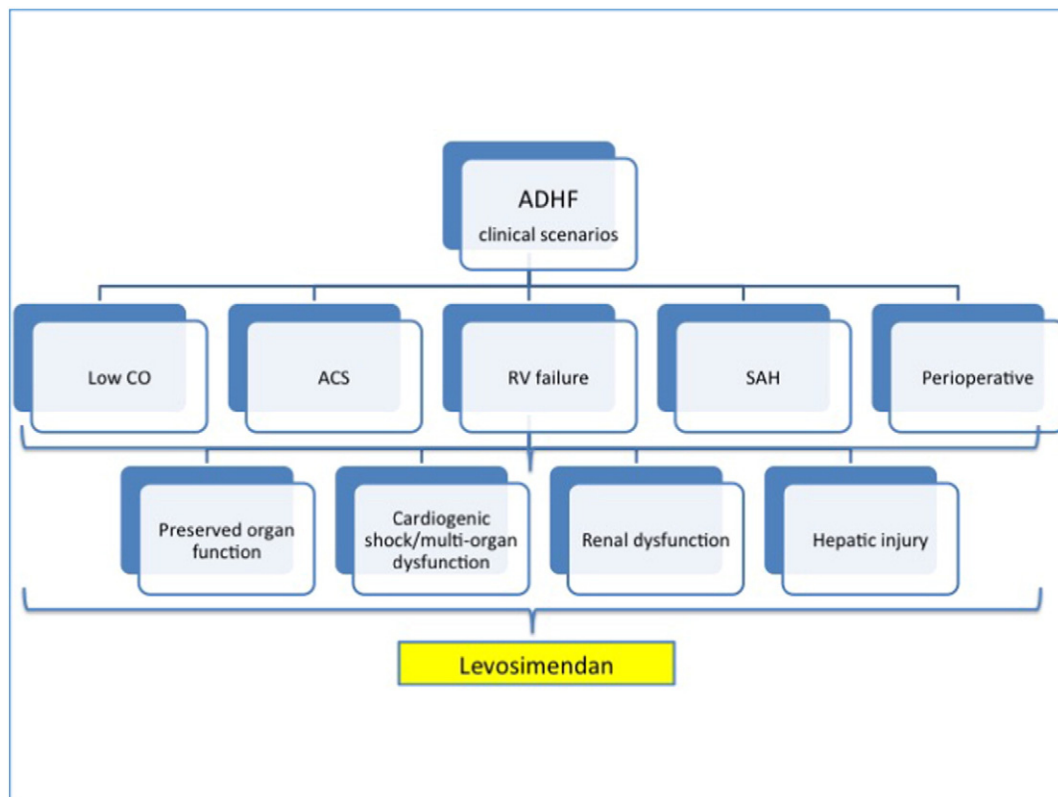 ADHF
clinical scenarios
Low CO
ACS
RV failure
SAH
Perioperative
Preserved organ
function
Cardiogenic
shock/multi-organ
dysfunction
Renal dysfunction
Hepatic injury
Levosimendan